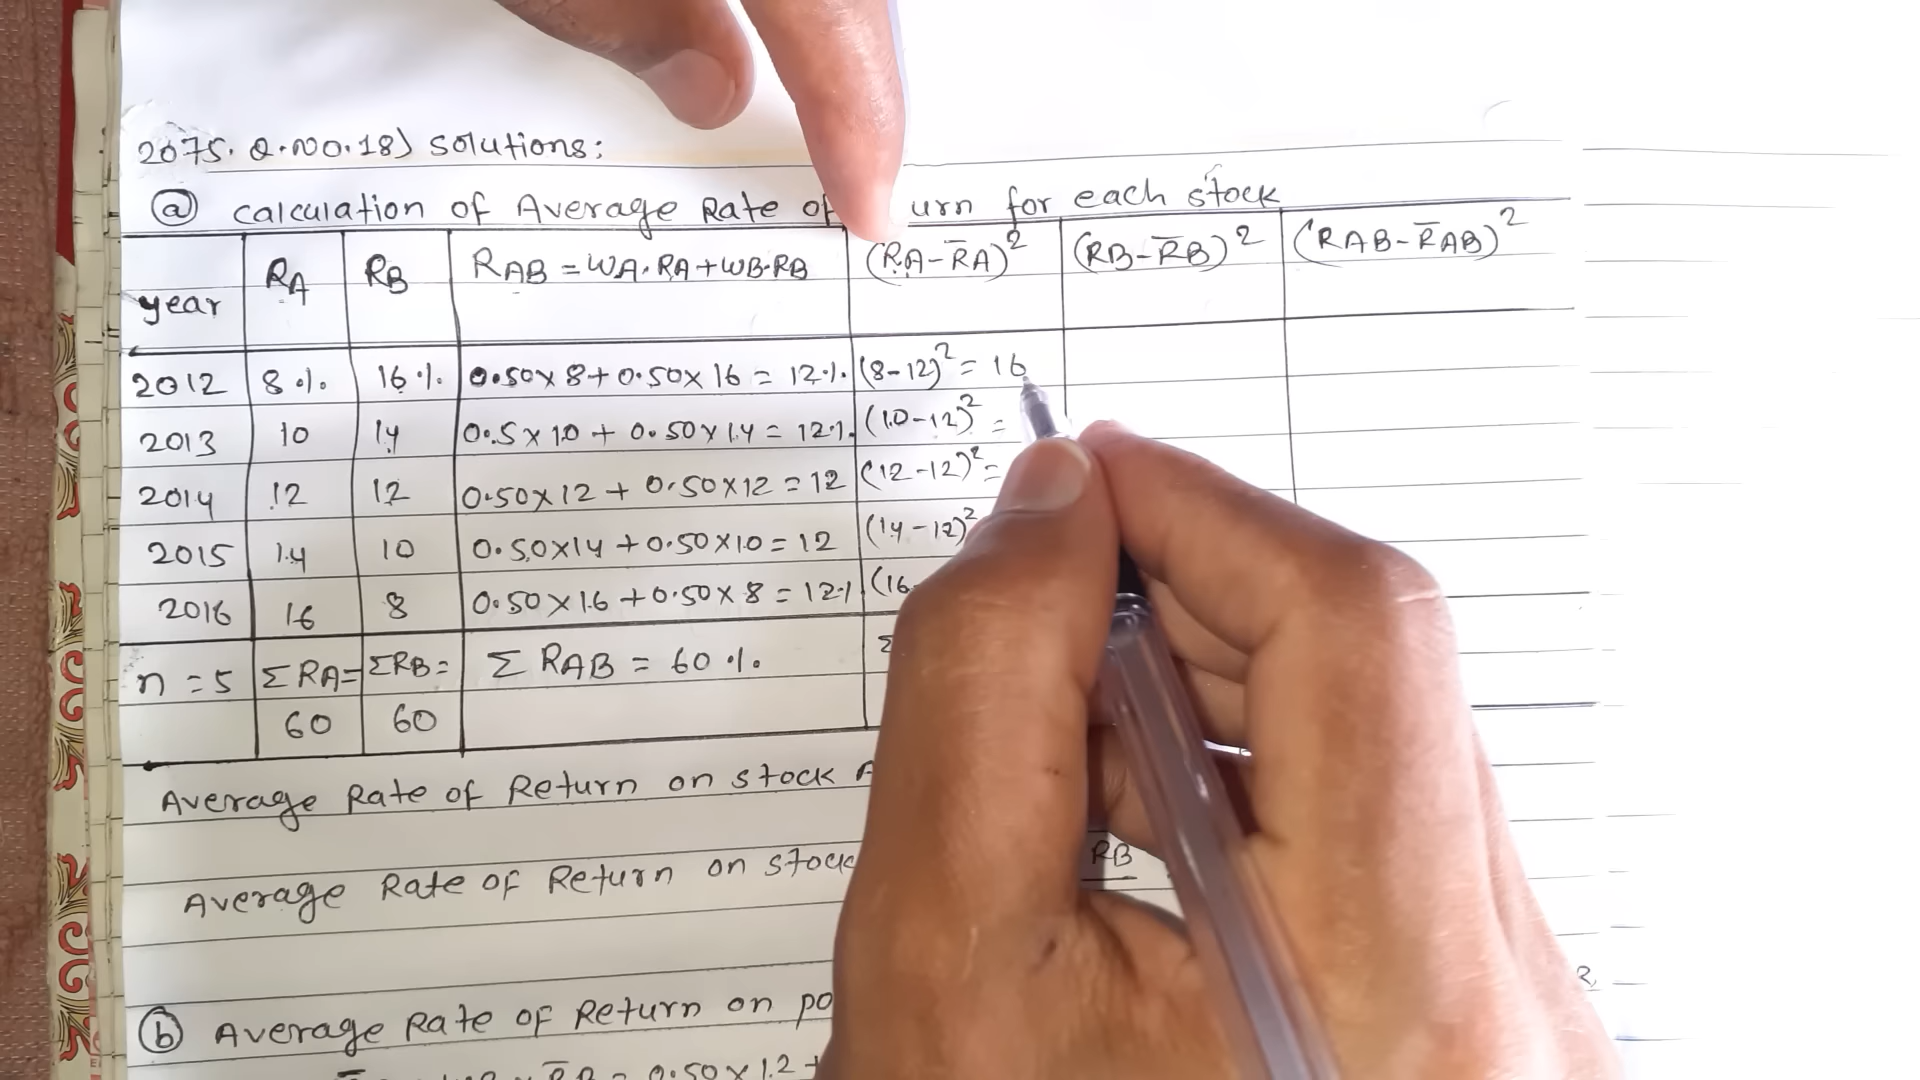 2075. Q.NO.18) Solutions:
(a) calculation of Average Rate of urn for each stock
year RA RB RAB = WA.RA+WB.RB (RA-R̅A)² (RB-R̅B)² (RAB-R̅AB)²
2012 8% 16% 0.50x8+0.50x16 = 12% (8-12)² = 16
2013 10 14 0.5x10 + 0.50x14 = 12% (10-12)² =
2014 12 12 0.50x12 + 0.50x12 = 12 (12-12)² =
2015 14 10 0.50x14 + 0.50x10 = 12 (14-12)²
2016 16 8 0.50x16 + 0.50x8 = 12% (16-
n = 5 ΣRA= ΣRB= Σ RAB = 60% Σ
60 60
Average Rate of Return on stock A
Average Rate of Return on stock RB
(b) Average Rate of Return on po
= 0.50x12 +